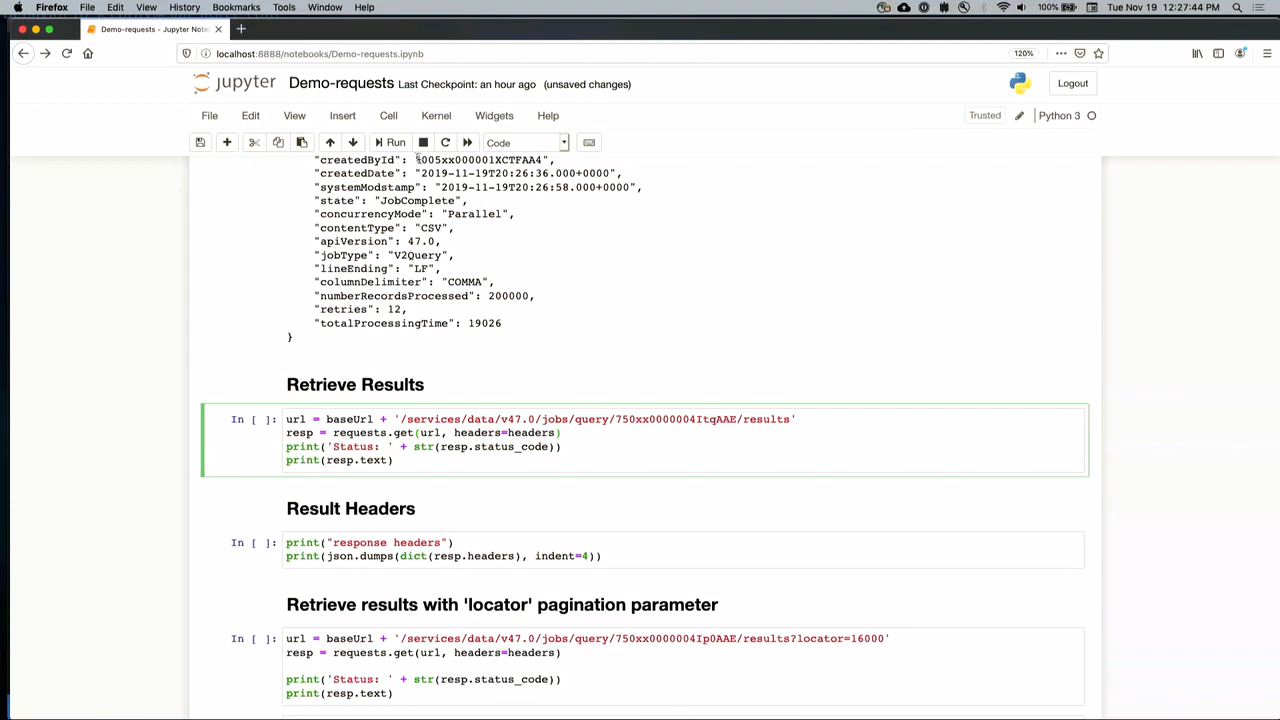 Firefox File Edit View History Bookmarks Tools Window Help 100% Tue Nov 19 12:27:44 PM
Demo-requests - Jupyter Note
localhost:8888/notebooks/Demo-requests.ipynb 120%
jupyter Demo-requests Last Checkpoint: an hour ago (unsaved changes) Logout
File Edit View Insert Cell Kernel Widgets Help Trusted Python 3
Run Code
"createdById": "005xx000001XCTFAA4",
"createdDate": "2019-11-19T20:26:36.000+0000",
"systemModstamp": "2019-11-19T20:26:58.000+0000",
"state": "JobComplete",
"concurrencyMode": "Parallel",
"contentType": "CSV",
"apiVersion": 47.0,
"jobType": "V2Query",
"lineEnding": "LF",
"columnDelimiter": "COMMA",
"numberRecordsProcessed": 200000,
"retries": 12,
"totalProcessingTime": 19026
}
Retrieve Results
In [ ]: url = baseUrl + '/services/data/v47.0/jobs/query/750xx0000004ItqAAE/results'
resp = requests.get(url, headers=headers)
print('Status: ' + str(resp.status_code))
print(resp.text)
Result Headers
In [ ]: print("response headers")
print(json.dumps(dict(resp.headers), indent=4))
Retrieve results with 'locator' pagination parameter
In [ ]: url = baseUrl + '/services/data/v47.0/jobs/query/750xx0000004Ip0AAE/results?locator=16000'
resp = requests.get(url, headers=headers)
print('Status: ' + str(resp.status_code))
print(resp.text)